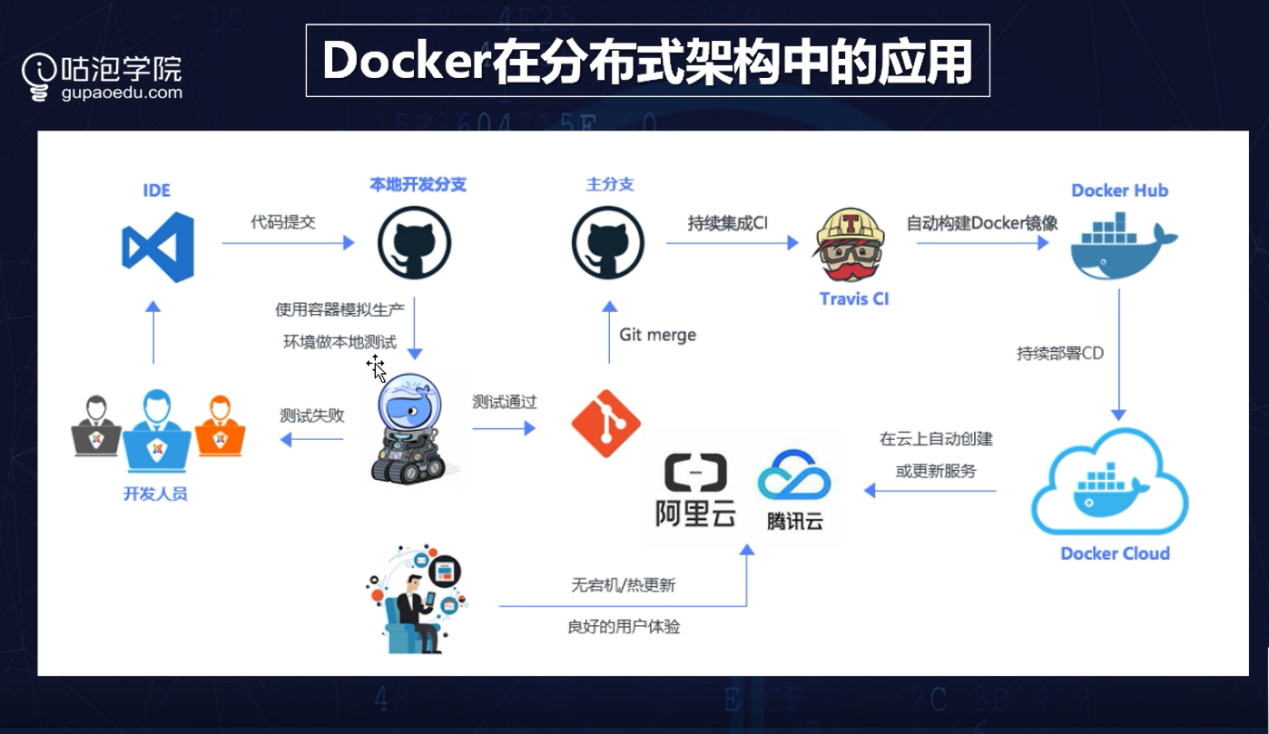 Docker在分布式架构中的应用
咕泡学院
gupaoedu.com
IDE
代码提交
本地开发分支
主分支
持续集成CI
T
Travis CI
自动构建Docker镜像
Docker Hub
使用容器模拟生产
环境做本地测试
Git merge
持续部署CD
测试失败
测试通过
开发人员
阿里云
腾讯云
在云上自动创建
或更新服务
Docker Cloud
无宕机/热更新
良好的用户体验